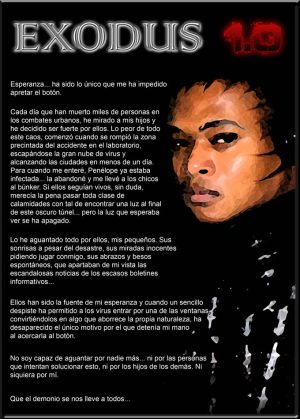 EXODUS 1.0
Esperanza... ha sido lo único que me ha impedido
apretar el botón.
Cada día que han muerto miles de personas en
los combates urbanos, he mirado a mis hijos y
he decidido ser fuerte por ellos. Lo peor de todo
este caos, comenzó cuando se rompió la zona
precintada del accidente en el laboratorio,
escapándose la gran nube de virus y
alcanzando las ciudades en menos de un día.
Para cuando me enteré, Penélope ya estaba
infectada... la abandoné y me llevé a los chicos
al búnker. Si ellos seguían vivos, sin duda,
merecía la pena pasar toda clase de
calamidades con tal de encontrar una luz al final
de este oscuro túnel... pero la luz que esperaba
ver se ha apagado.
Lo he aguantado todo por ellos, mis pequeños. Sus
sonrisas a pesar del desastre, sus miradas inocentes
pidiendo jugar conmigo, sus abrazos y besos
espontáneos, que apartaban de mi vista las
escandalosas noticias de los escasos boletines
informativos...
Ellos han sido la fuente de mi esperanza y cuando un sencillo
despiste ha permitido a los virus entrar por una de las ventanas
convirtiéndolos en algo que aborrece la propia naturaleza, ha
desaparecido el único motivo por el que detenía mi mano
al acercarla al botón.
No soy capaz de aguantar por nadie más... ni por las personas
que intentan solucionar esto, ni por los hijos de los demás. Ni
siquiera por mí.
Que el demonio se nos lleve a todos...